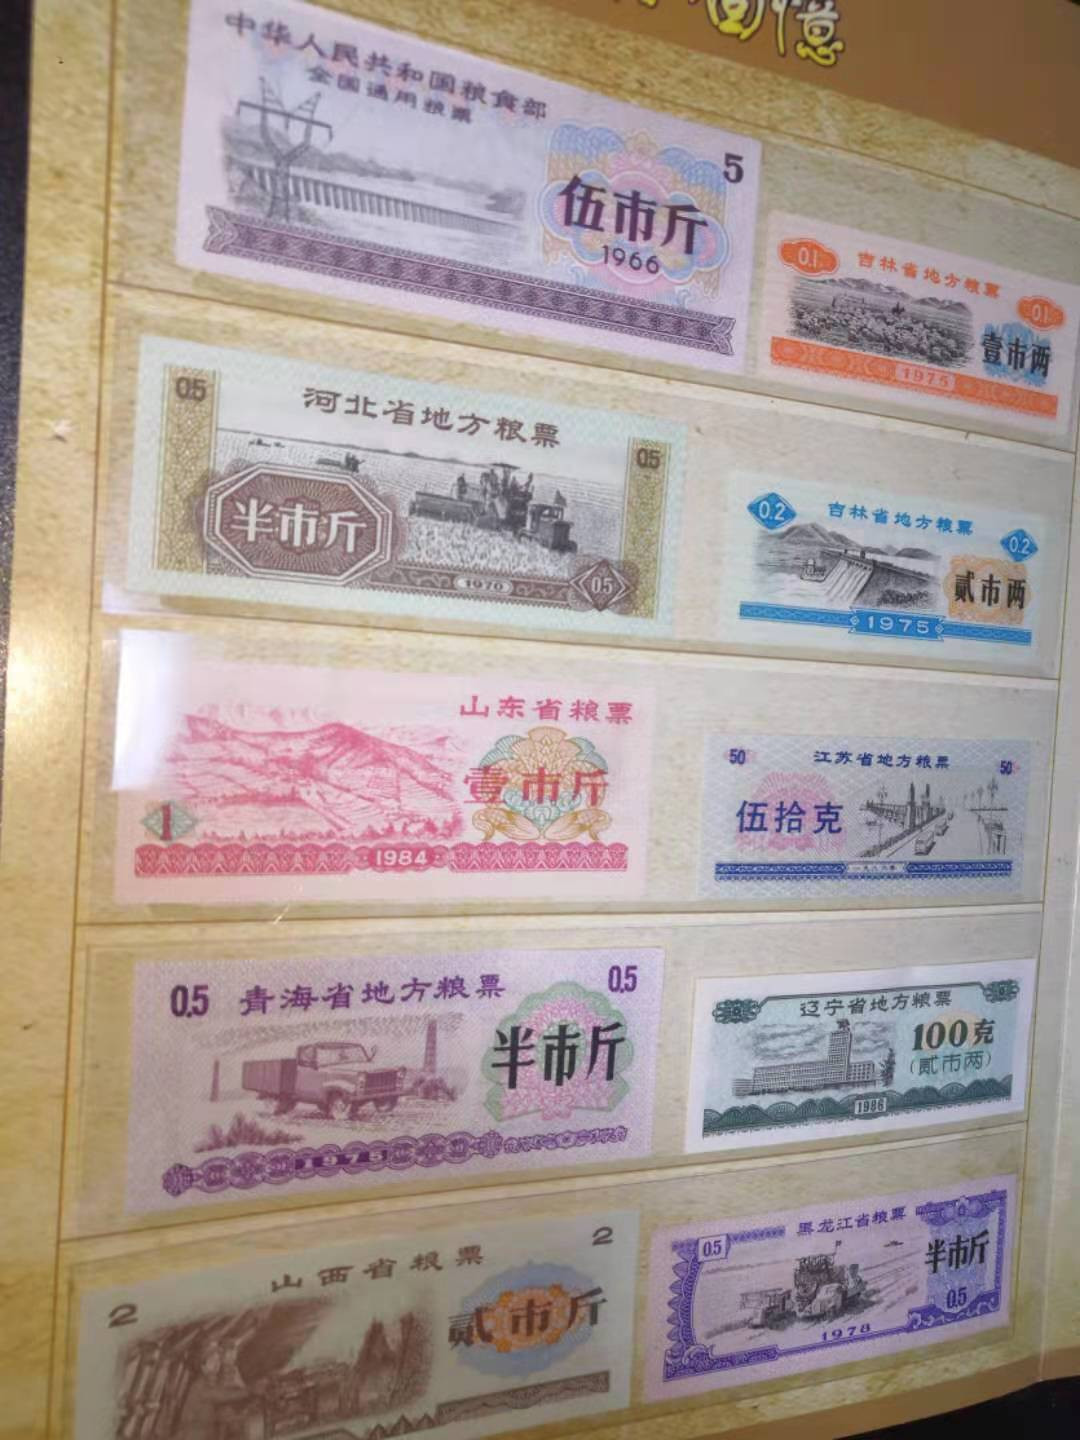 回憶
中华人民共和国粮食部
全国通用粮票
5
伍市斤
1966
0.1
吉林省地方粮票
0.1
壹市两
1975
0.5
河北省地方粮票
0.5
半市斤
1970
0.5
0.2
吉林省地方粮票
0.2
贰市两
1975
山东省粮票
壹市斤
1
1984
50
江苏省地方粮票
50
伍拾克
0.5
青海省地方粮票
0.5
半市斤
1975
辽宁省地方粮票
100克
(贰市两)
1986
2
山西省粮票
2
贰市斤
0.5
黑龙江省粮票
半市斤
0.5
1978